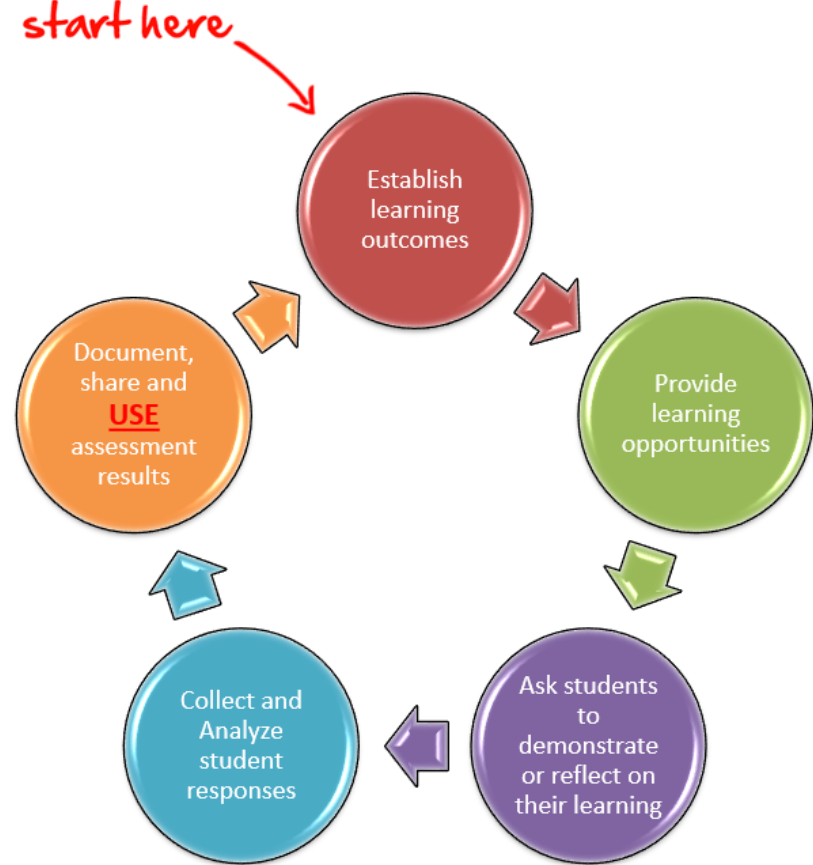 start here
Establish
learning
outcomes
Provide
learning
opportunities
Ask students
to
demonstrate
or reflect on
their learning
Collect and
Analyze
student
responses
Document,
share and
USE
assessment
results